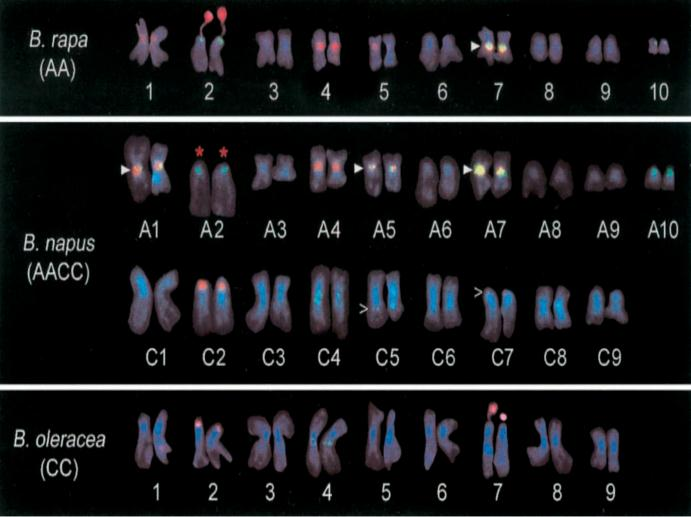 B. rapa
(AA)
1 2 3 4 5 6 7 8 9 10
* *
B. napus
(AACC)
A1 A2 A3 A4 A5 A6 A7 A8 A9 A10
> >
C1 C2 C3 C4 C5 C6 C7 C8 C9
B. oleracea
(CC)
1 2 3 4 5 6 7 8 9